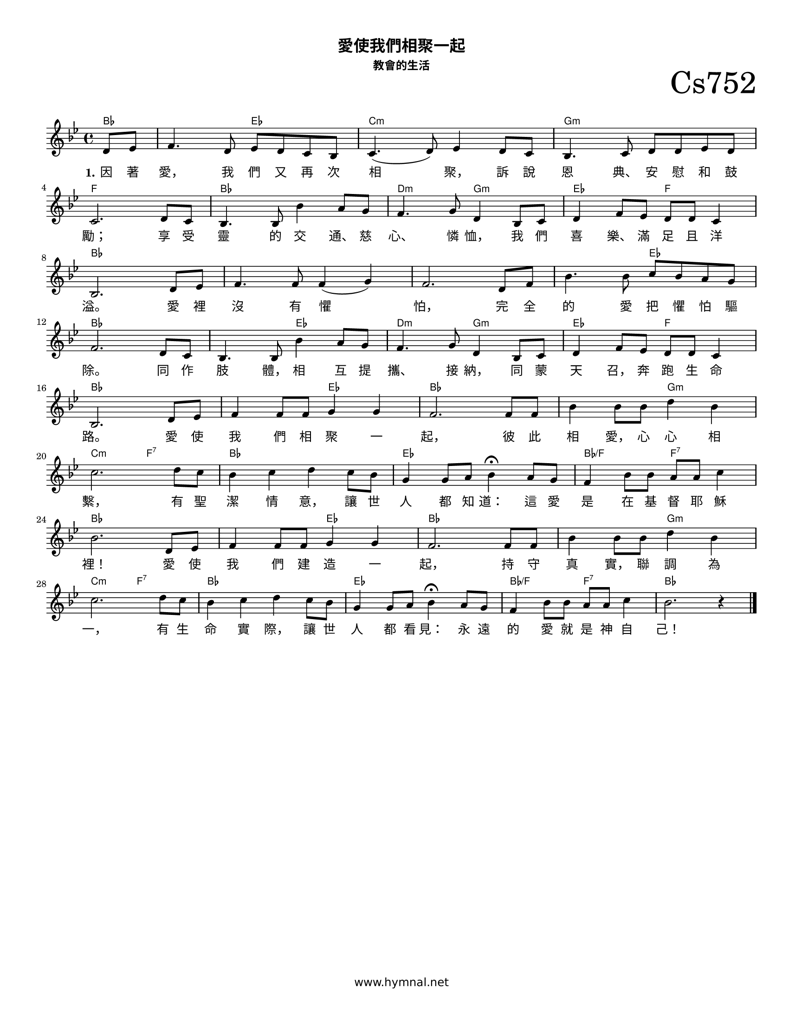 愛使我們相聚一起
教會的生活
Cs752
B♭ E♭ Cm Gm
1. 因 著 愛， 我 們 又 再 次 相 聚， 訴 說 恩 典、 安 慰 和 鼓
4 F B♭ Dm Gm E♭ F
勵； 享 受 靈 的 交 通、 慈 心、 憐 恤， 我 們 喜 樂、 滿 足 且 洋
8 B♭ E♭
溢。 愛 裡 沒 有 懼 怕， 完 全 的 愛 把 懼 怕 驅
12 B♭ E♭ Dm Gm E♭ F
除。 同 作 肢 體， 相 互 提 攜、 接 納， 同 蒙 天 召， 奔 跑 生 命
16 B♭ E♭ B♭ Gm
路。 愛 使 我 們 相 聚 一 起， 彼 此 相 愛， 心 心 相
20 Cm F7 B♭ E♭ B♭/F F7
繫， 有 聖 潔 情 意， 讓 世 人 都 知 道： 這 愛 是 在 基 督 耶 穌
24 B♭ E♭ B♭ Gm
裡！ 愛 使 我 們 建 造 一 起， 持 守 真 實， 聯 調 為
28 Cm F7 B♭ E♭ B♭/F F7 B♭
一， 有 生 命 實 際， 讓 世 人 都 看 見： 永 遠 的 愛 就 是 神 自 己！
www.hymnal.net